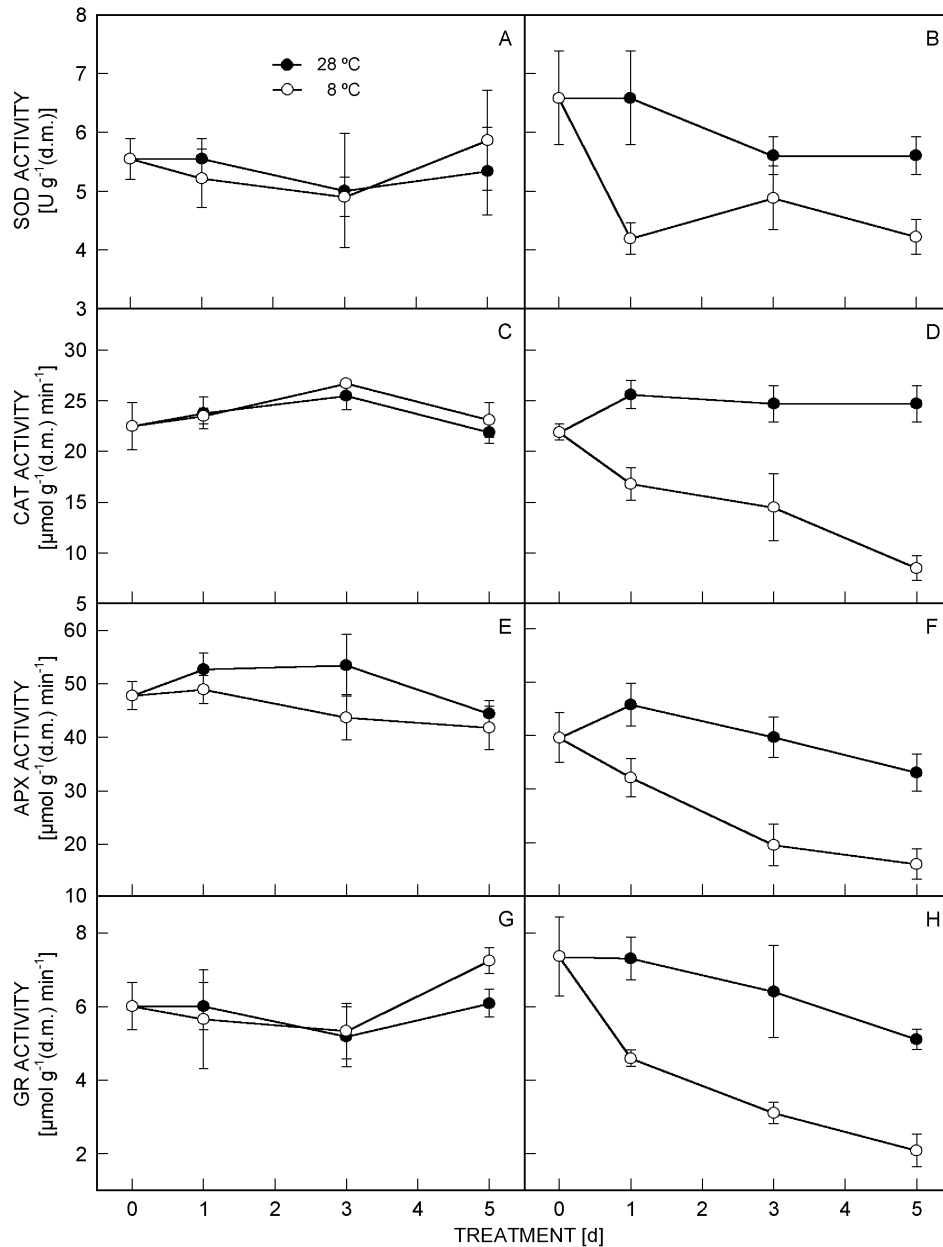 8
7
6
5
4
3
SOD ACTIVITY
[U g⁻¹(d.m.)]
A
28 ºC
8 ºC
B
30
25
20
15
10
5
CAT ACTIVITY
[µmol g⁻¹(d.m.) min⁻¹]
C
D
60
50
40
30
20
10
APX ACTIVITY
[µmol g⁻¹(d.m.) min⁻¹]
E
F
8
6
4
2
GR ACTIVITY
[µmol g⁻¹(d.m.) min⁻¹]
G
H
0 1 2 3 4 5
0 1 2 3 4 5
TREATMENT [d]